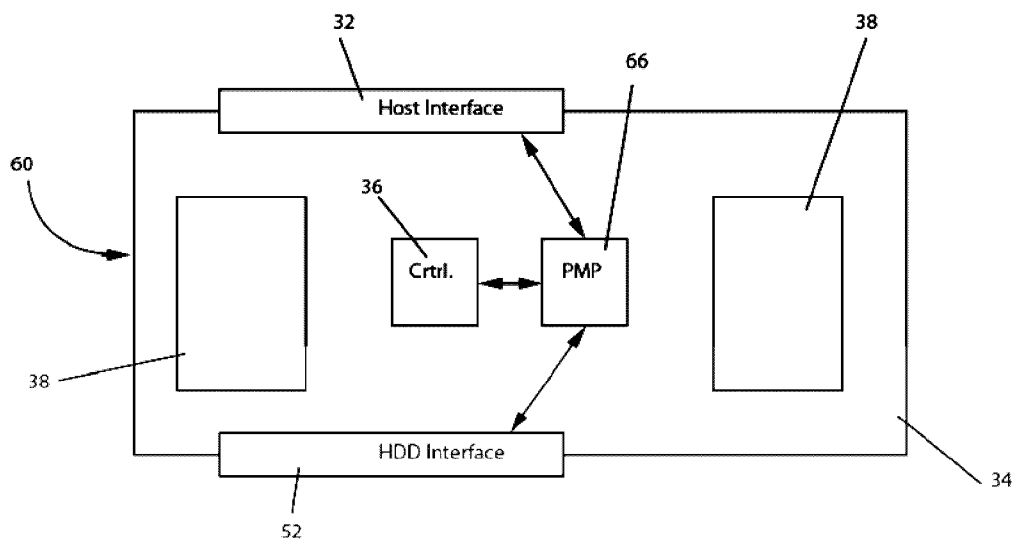 32
38
66
Host Interface
60
36
Crtrl.
PMP
38
HDD Interface
34
52